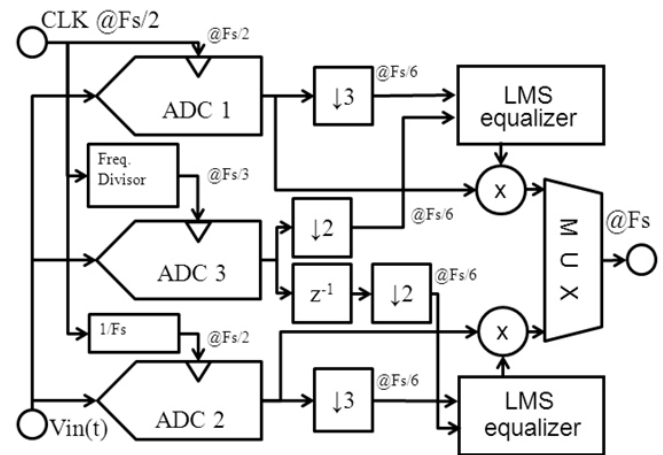 CLK @Fs/2
@Fs/2
ADC 1
↓3
@Fs/6
LMS
equalizer
x
Freq.
Divisor
@Fs/3
ADC 3
↓2
@Fs/6
z⁻¹
↓2
@Fs/6
M
U
X
@Fs
1/Fs
@Fs/2
ADC 2
↓3
@Fs/6
x
LMS
equalizer
Vin(t)